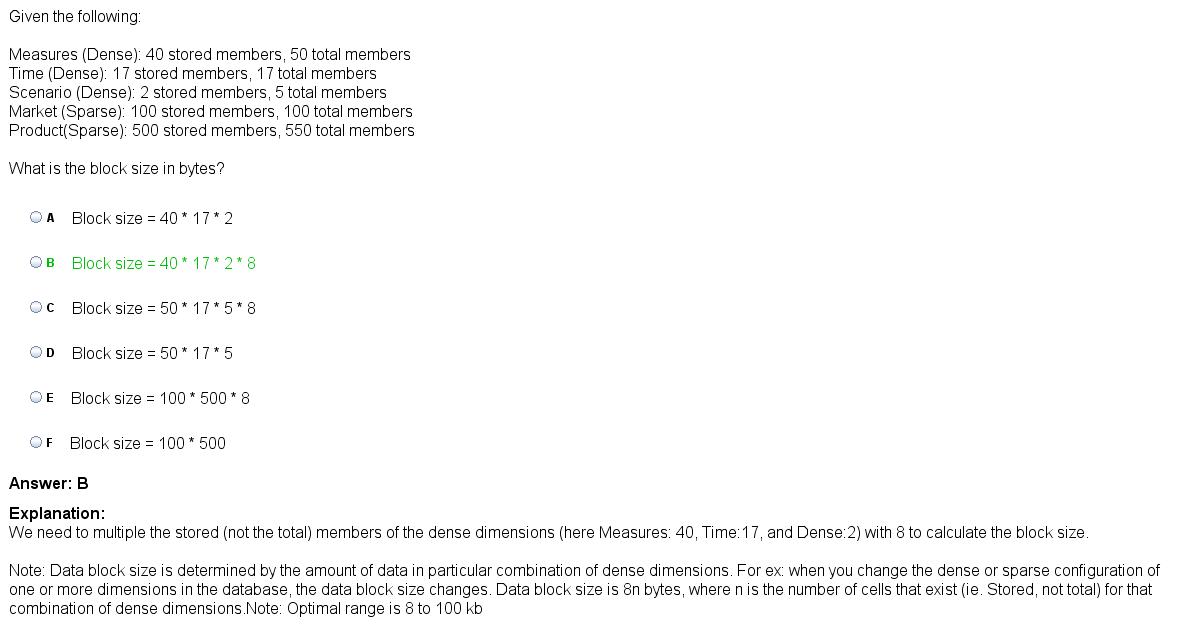 Given the following:
Measures (Dense): 40 stored members, 50 total members
Time (Dense): 17 stored members, 17 total members
Scenario (Dense): 2 stored members, 5 total members
Market (Sparse): 100 stored members, 100 total members
Product(Sparse): 500 stored members, 550 total members
What is the block size in bytes?
A Block size = 40 * 17 * 2
B Block size = 40 * 17 * 2 * 8
C Block size = 50 * 17 * 5 * 8
D Block size = 50 * 17 * 5
E Block size = 100 * 500 * 8
F Block size = 100 * 500
Answer: B
Explanation:
We need to multiple the stored (not the total) members of the dense dimensions (here Measures: 40, Time:17, and Dense:2) with 8 to calculate the block size.
Note: Data block size is determined by the amount of data in particular combination of dense dimensions. For ex: when you change the dense or sparse configuration of
one or more dimensions in the database, the data block size changes. Data block size is 8n bytes, where n is the number of cells that exist (ie. Stored, not total) for that
combination of dense dimensions.Note: Optimal range is 8 to 100 kb